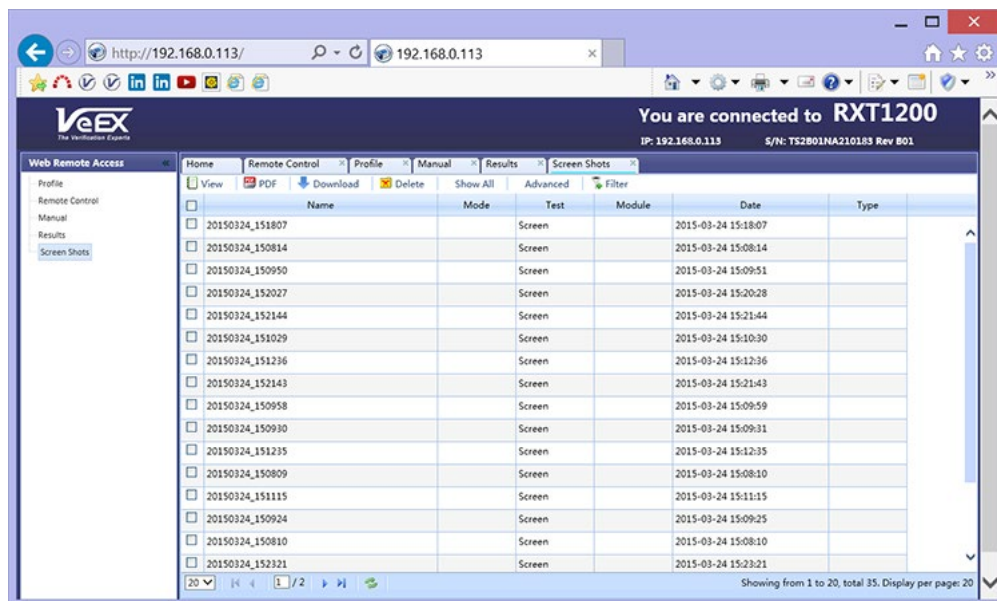 http://192.168.0.113/
192.168.0.113
VeEX
The Verification Experts
You are connected to RXT1200
IP: 192.168.0.113 S/N: TS2B01NA210183 Rev B01
Web Remote Access
Profile
Remote Control
Manual
Results
Screen Shots
Home Remote Control Profile Manual Results Screen Shots
View PDF Download Delete Show All Advanced Filter
Name Mode Test Module Date Type
20150324_151807 Screen 2015-03-24 15:18:07
20150324_150814 Screen 2015-03-24 15:08:14
20150324_150950 Screen 2015-03-24 15:09:51
20150324_152027 Screen 2015-03-24 15:20:28
20150324_152144 Screen 2015-03-24 15:21:44
20150324_151029 Screen 2015-03-24 15:10:30
20150324_151236 Screen 2015-03-24 15:12:36
20150324_152143 Screen 2015-03-24 15:21:43
20150324_150958 Screen 2015-03-24 15:09:59
20150324_150930 Screen 2015-03-24 15:09:31
20150324_151235 Screen 2015-03-24 15:12:35
20150324_150809 Screen 2015-03-24 15:08:10
20150324_151115 Screen 2015-03-24 15:11:15
20150324_150924 Screen 2015-03-24 15:09:25
20150324_150810 Screen 2015-03-24 15:08:10
20150324_152321 Screen 2015-03-24 15:23:21
20 1 / 2 Showing from 1 to 20, total 35. Display per page: 20